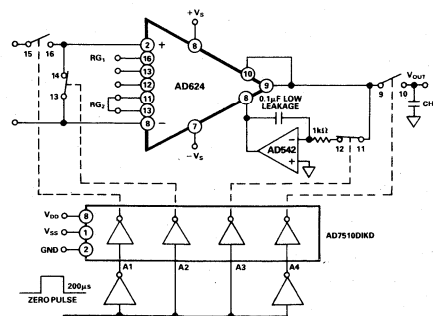 +VS
15 16
2 +
RG1
16
13
12
RG2
11
13
8 −
14
13
8
AD624
7
−VS
10
9
8
0.1µF LOW
LEAKAGE
1kΩ
−
+
AD542
12 11
VOUT
9 10
CH
VDD 8
VSS 1
GND 2
AD7510DIKD
A1 A2 A3 A4
200µs
ZERO PULSE